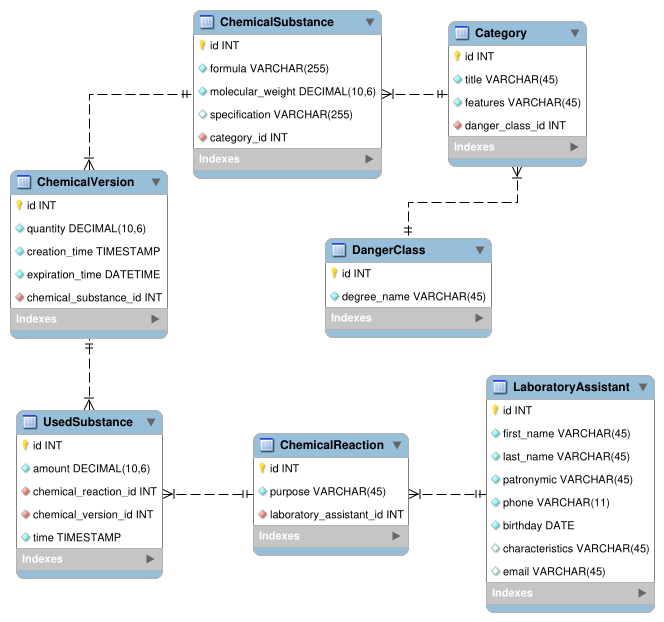 ChemicalSubstance
id INT
formula VARCHAR(255)
molecular_weight DECIMAL(10,6)
specification VARCHAR(255)
category_id INT
Indexes
Category
id INT
title VARCHAR(45)
features VARCHAR(45)
danger_class_id INT
Indexes
ChemicalVersion
id INT
quantity DECIMAL(10,6)
creation_time TIMESTAMP
expiration_time DATETIME
chemical_substance_id INT
Indexes
DangerClass
id INT
degree_name VARCHAR(45)
Indexes
UsedSubstance
id INT
amount DECIMAL(10,6)
chemical_reaction_id INT
chemical_version_id INT
time TIMESTAMP
Indexes
ChemicalReaction
id INT
purpose VARCHAR(45)
laboratory_assistant_id INT
Indexes
LaboratoryAssistant
id INT
first_name VARCHAR(45)
last_name VARCHAR(45)
patronymic VARCHAR(45)
phone VARCHAR(11)
birthday DATE
characteristics VARCHAR(45)
email VARCHAR(45)
Indexes